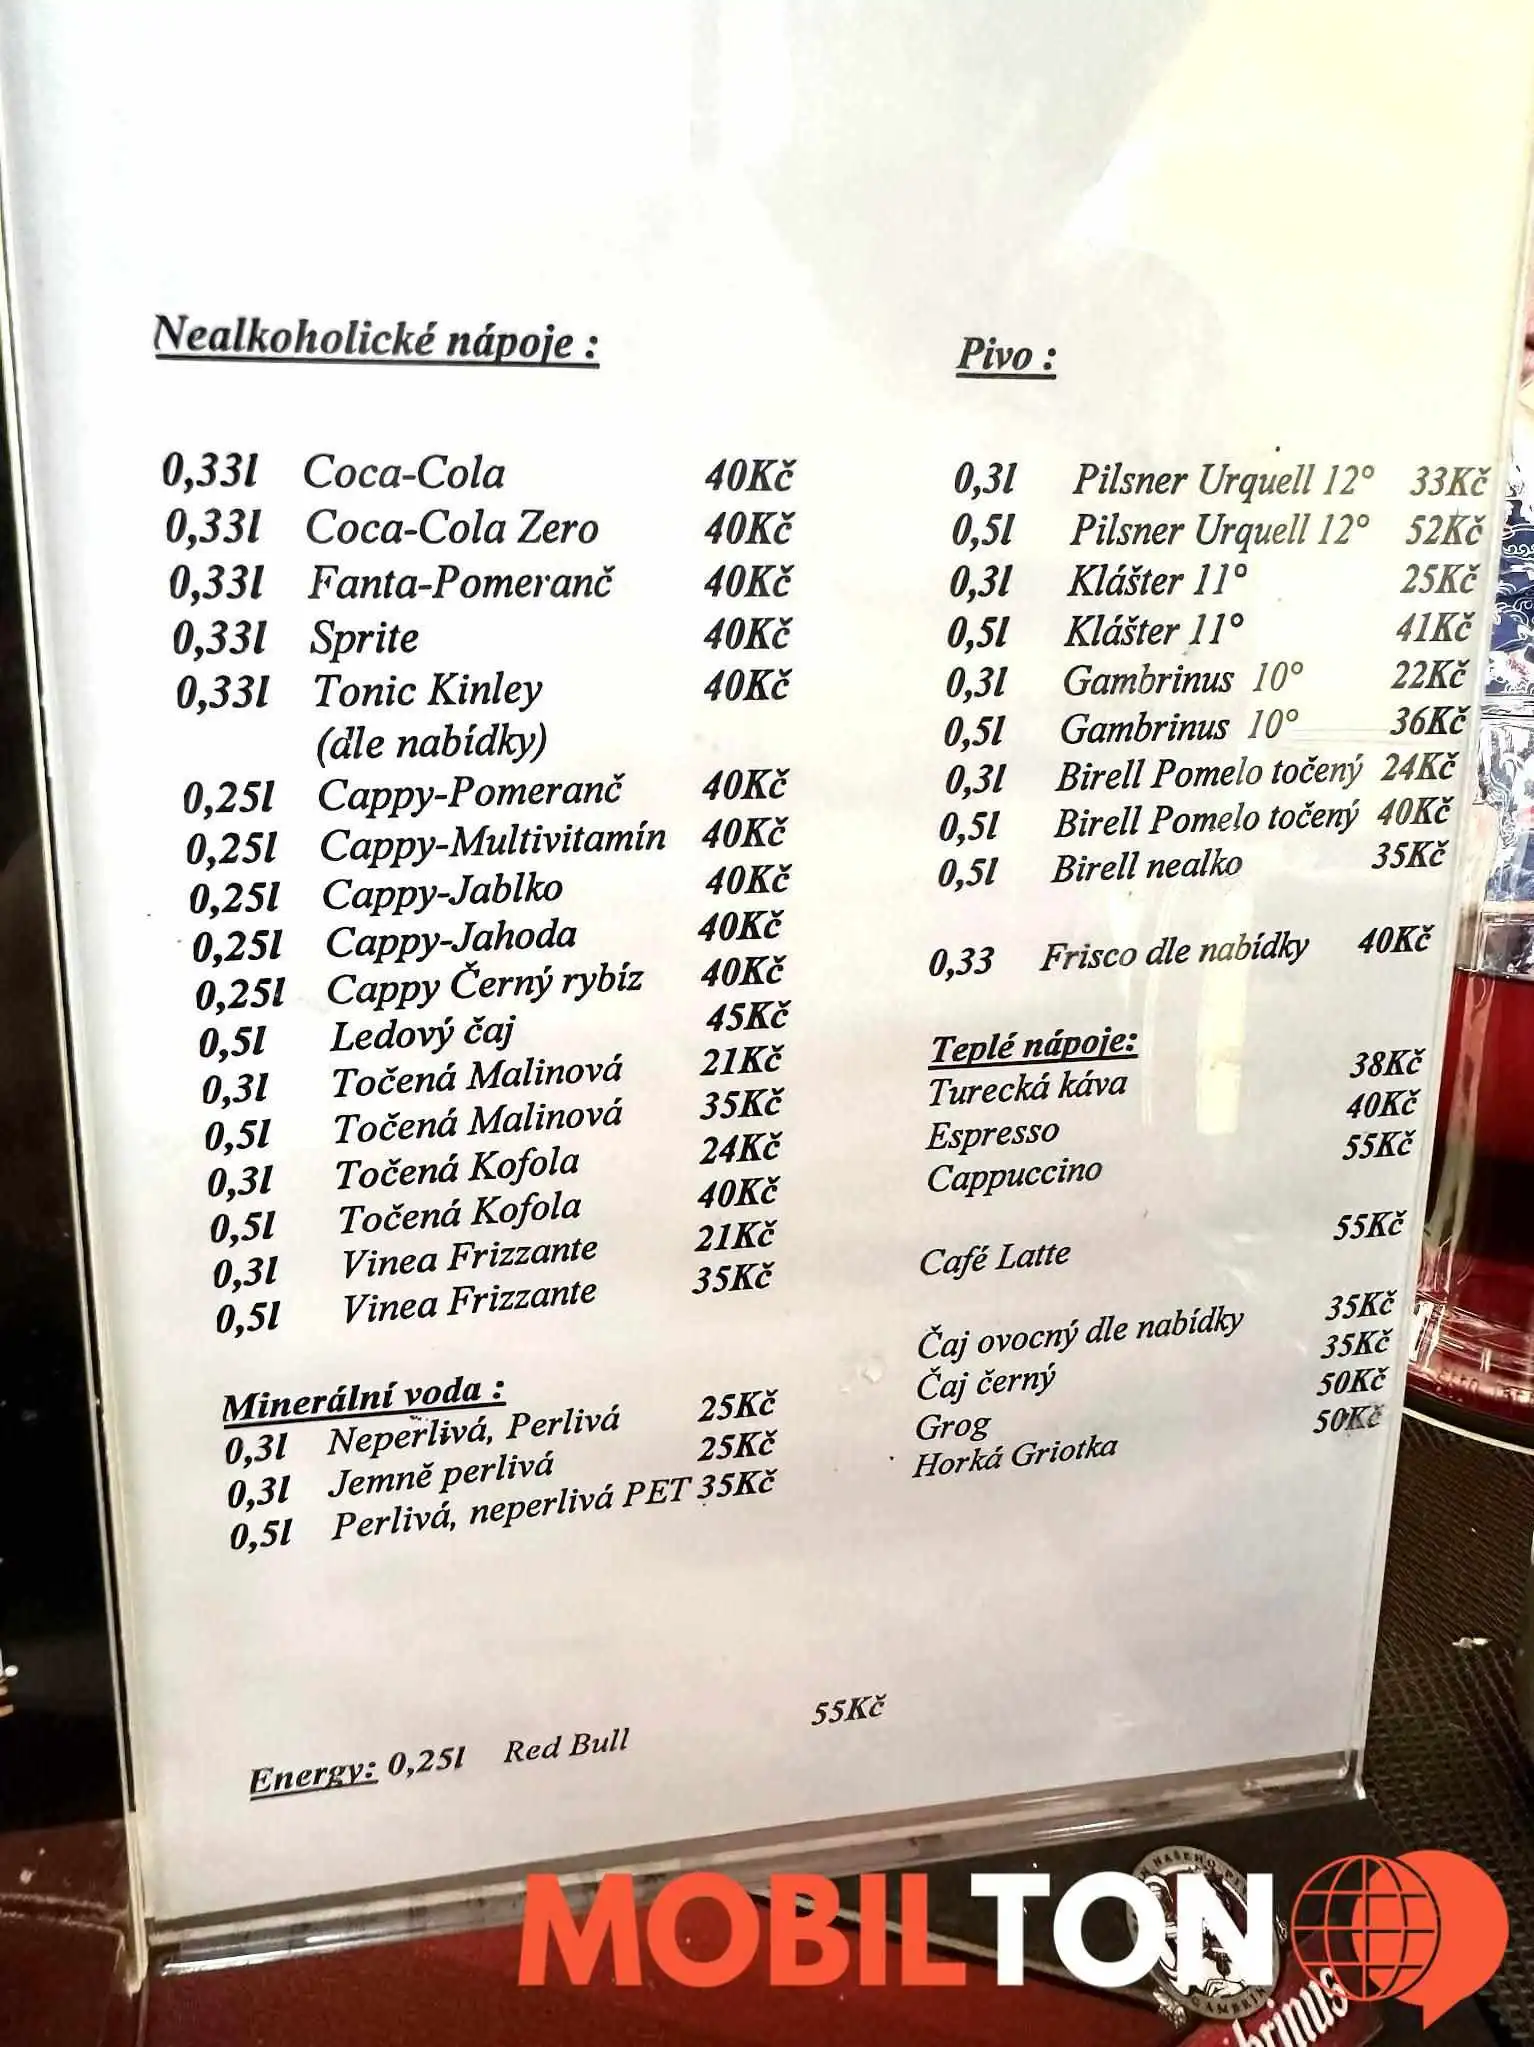 Nealkoholické nápoje :
0,33l Coca-Cola 40Kč
0,33l Coca-Cola Zero 40Kč
0,33l Fanta-Pomeranč 40Kč
0,33l Sprite 40Kč
0,33l Tonic Kinley 40Kč
(dle nabídky)
0,25l Cappy-Pomeranč 40Kč
0,25l Cappy-Multivitamín 40Kč
0,25l Cappy-Jablko 40Kč
0,25l Cappy-Jahoda 40Kč
0,25l Cappy Černý rybíz 40Kč
0,5l Ledový čaj 45Kč
0,3l Točená Malinová 21Kč
0,5l Točená Malinová 35Kč
0,3l Točená Kofola 24Kč
0,5l Točená Kofola 40Kč
0,3l Vinea Frizzante 21Kč
0,5l Vinea Frizzante 35Kč
Minerální voda :
0,3l Neperlivá, Perlivá 25Kč
0,3l Jemně perlivá 25Kč
0,5l Perlivá, neperlivá PET 35Kč
Energy: 0,25l Red Bull 55Kč
Pivo :
0,3l Pilsner Urquell 12° 33Kč
0,5l Pilsner Urquell 12° 52Kč
0,3l Klášter 11° 25Kč
0,5l Klášter 11° 41Kč
0,3l Gambrinus 10° 22Kč
0,5l Gambrinus 10° 36Kč
0,3l Birell Pomelo točený 24Kč
0,5l Birell Pomelo točený 40Kč
0,5l Birell nealko 35Kč
0,33 Frisco dle nabídky 40Kč
Teplé nápoje:
Turecká káva 38Kč
Espresso 40Kč
Cappuccino 55Kč
Café Latte 55Kč
Čaj ovocný dle nabídky 35Kč
Čaj černý 35Kč
Grog 50Kč
Horká Griotka 50Kč
MOBILTON